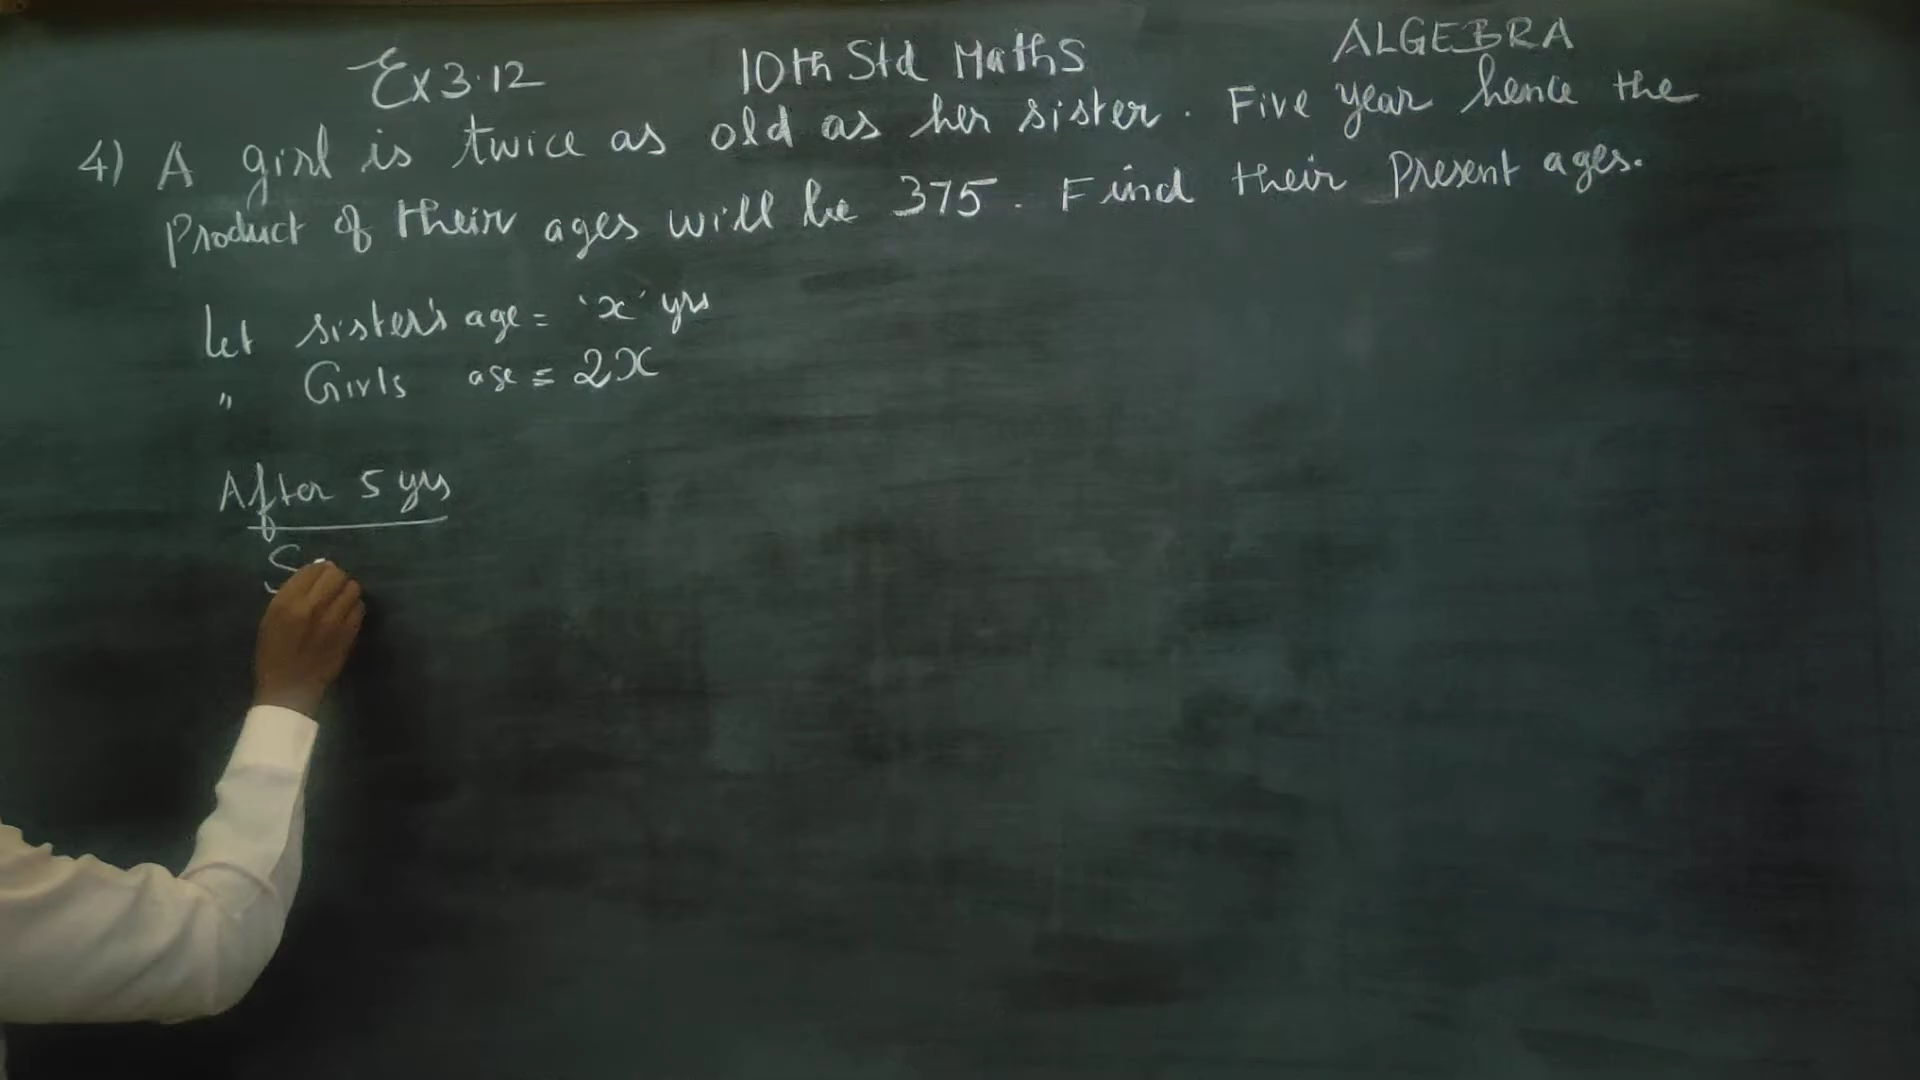 Ex 3.12 10th Std Maths ALGEBRA
4) A girl is twice as old as her sister. Five year hence the
Product of their ages will be 375. Find their Present ages.
Let sister's age = 'x' yrs
" Girls age = 2x
After 5 yrs
S